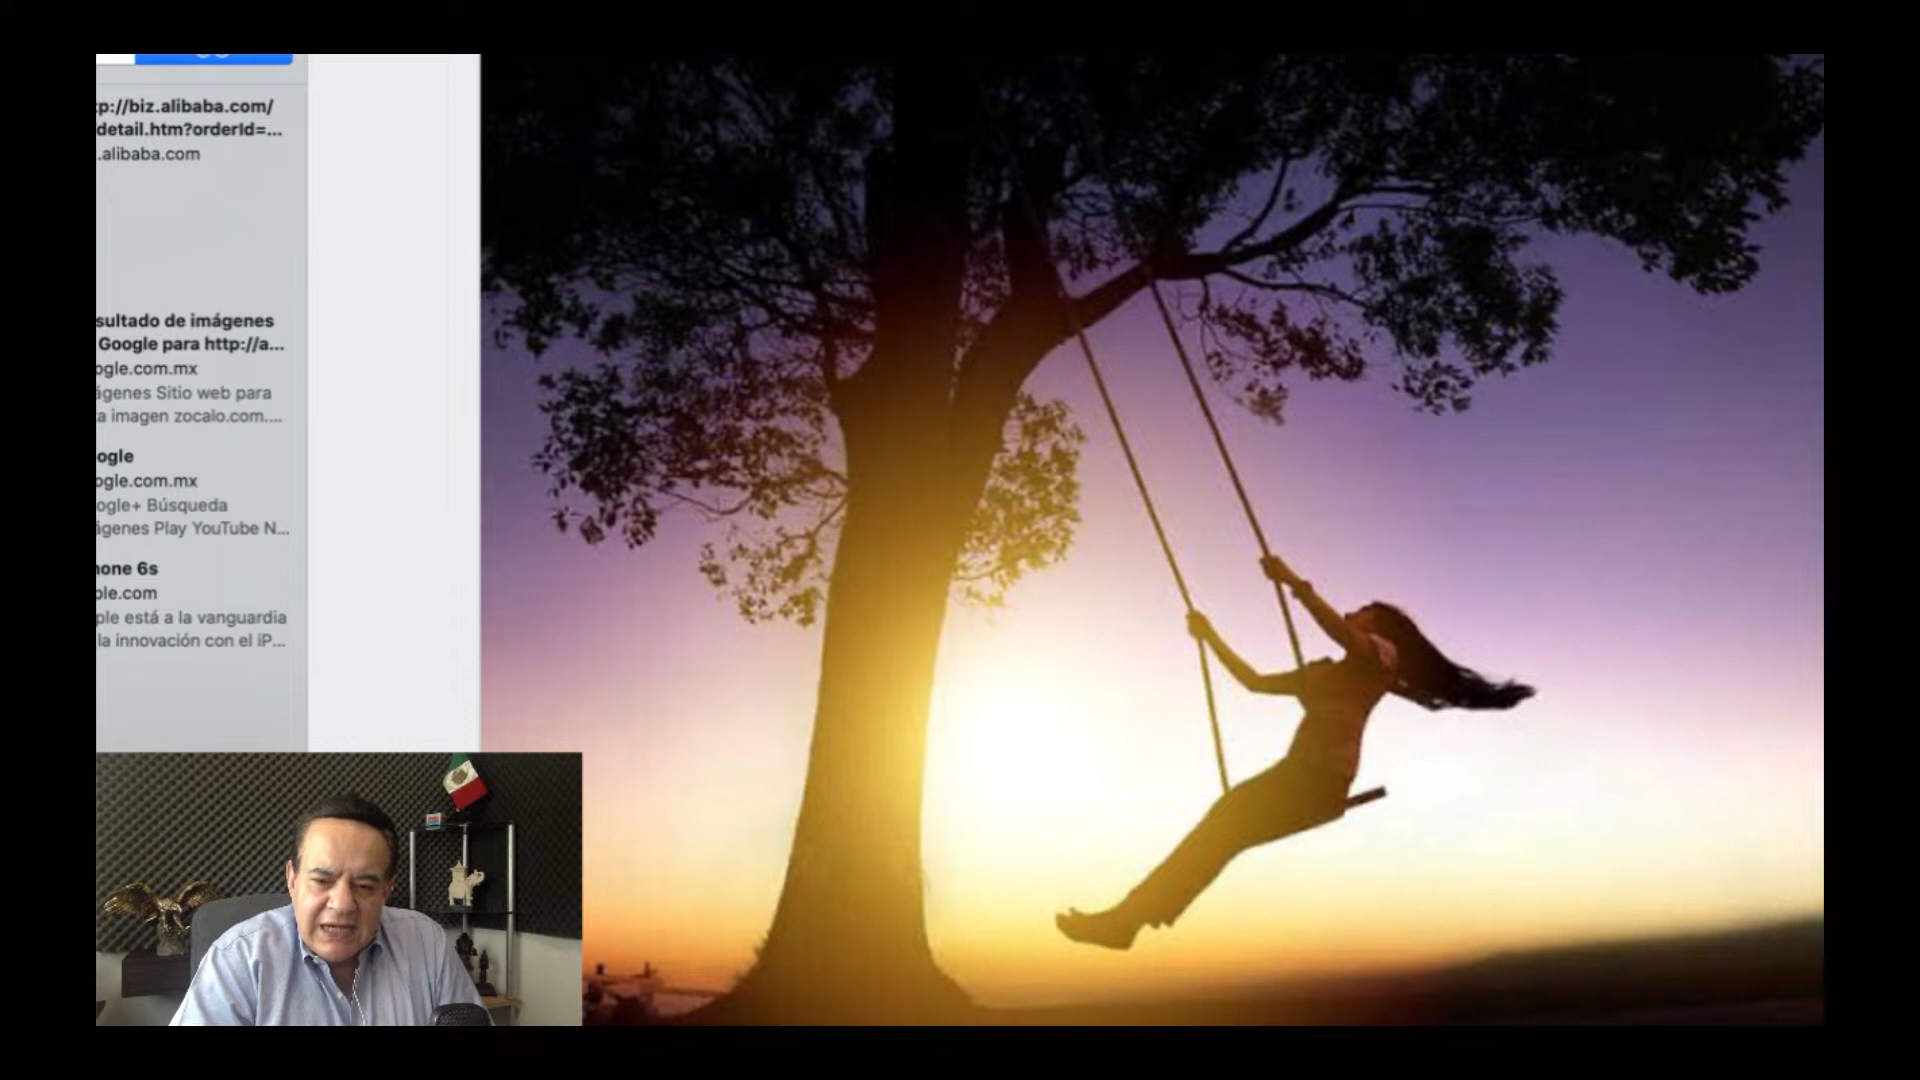 tp://biz.alibaba.com/
detail.htm?orderId=...
.alibaba.com
sultado de imágenes
Google para http://a...
ogle.com.mx
ágenes Sitio web para
a imagen zocalo.com....
ogle
ogle.com.mx
ogle+ Búsqueda
ágenes Play YouTube N...
hone 6s
ple.com
ple está a la vanguardia
la innovación con el iP...